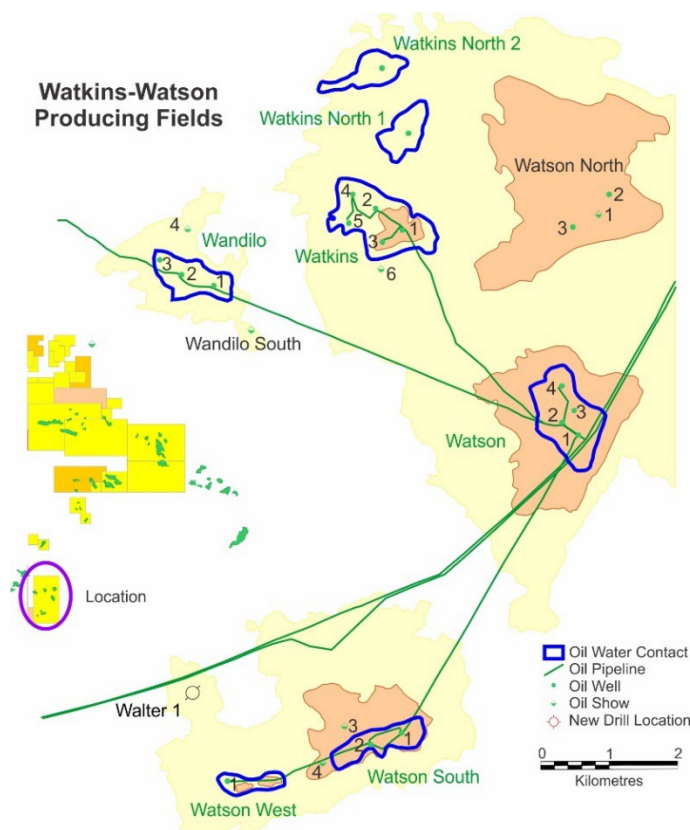 Watkins-Watson
Producing Fields
Watkins North 2
Watkins North 1
Watson North
2
1
3
4
2
5
1
3
Watkins
6
4
Wandilo
3
2
1
Wandilo South
4
3
2
1
Watson
Location
Walter 1
3
1
2
4
Watson South
1
Watson West
Oil Water Contact
Oil Pipeline
Oil Well
Oil Show
New Drill Location
0 1 2
Kilometres